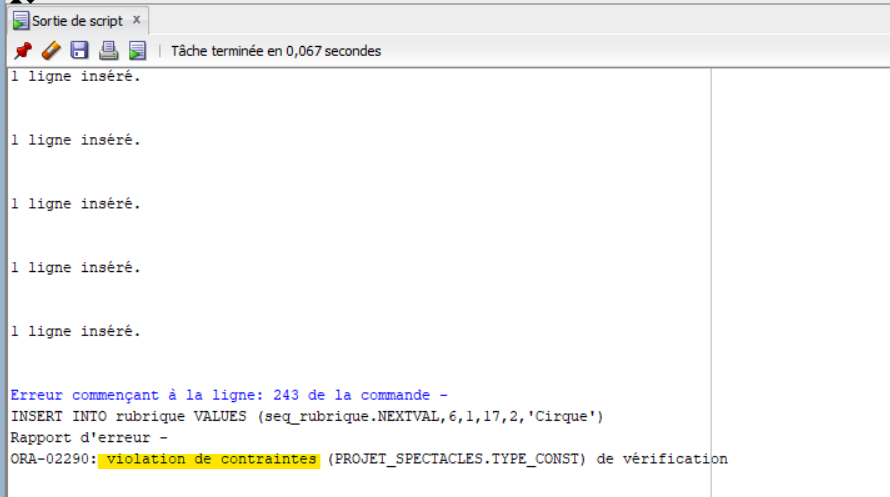 Sortie de script x
Tâche terminée en 0,067 secondes
1 ligne inséré.
1 ligne inséré.
1 ligne inséré.
1 ligne inséré.
1 ligne inséré.
Erreur commençant à la ligne: 243 de la commande -
INSERT INTO rubrique VALUES (seq_rubrique.NEXTVAL,6,1,17,2,'Cirque')
Rapport d'erreur -
ORA-02290: violation de contraintes (PROJET_SPECTACLES.TYPE_CONST) de vérification